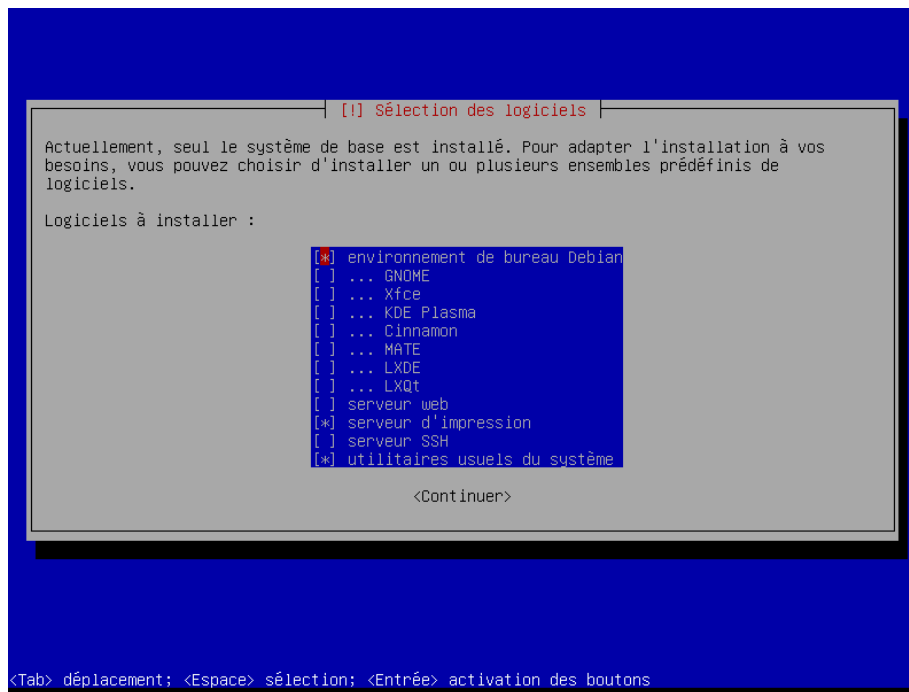 [!] Sélection des logiciels
Actuellement, seul le système de base est installé. Pour adapter l'installation à vos
besoins, vous pouvez choisir d'installer un ou plusieurs ensembles prédéfinis de
logiciels.
Logiciels à installer :
[*] environnement de bureau Debian
[ ] ... GNOME
[ ] ... Xfce
[ ] ... KDE Plasma
[ ] ... Cinnamon
[ ] ... MATE
[ ] ... LXDE
[ ] ... LXQt
[ ] serveur web
[*] serveur d'impression
[ ] serveur SSH
[*] utilitaires usuels du système
<Continuer>
<Tab> déplacement; <Espace> sélection; <Entrée> activation des boutons